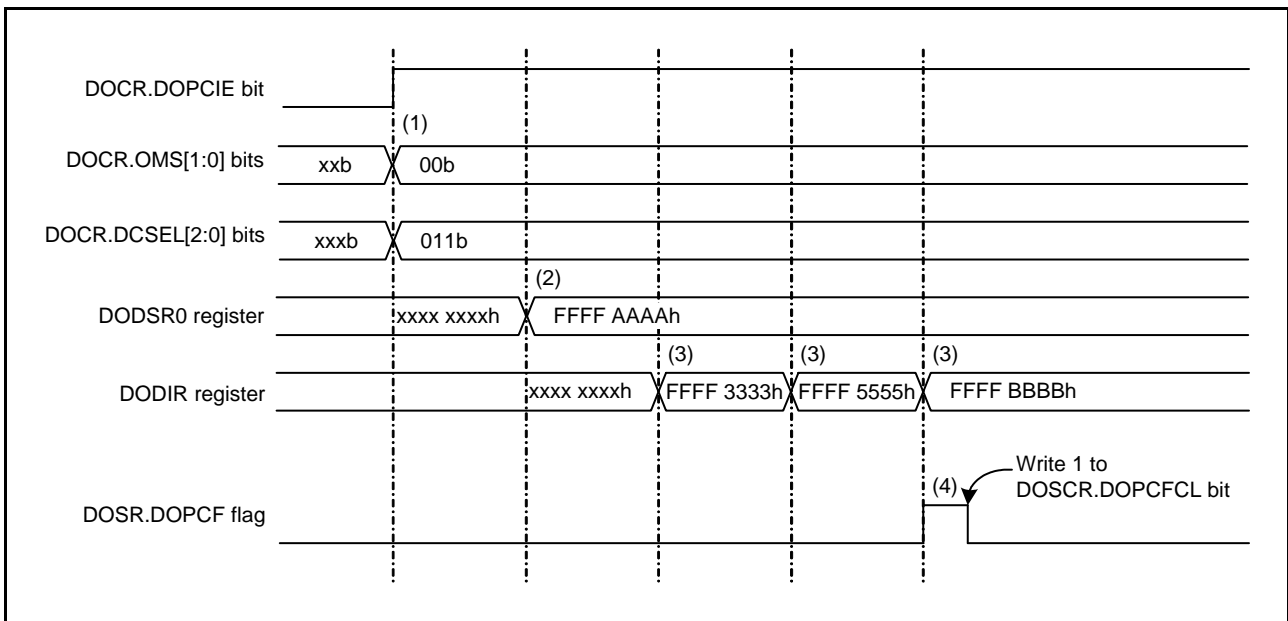 DOCR.DOPCIE bit
(1)
DOCR.OMS[1:0] bits
xxb
00b
DOCR.DCSEL[2:0] bits
xxxb
011b
(2)
DODSR0 register
xxxx xxxxh
FFFF AAAAh
(3)
(3)
(3)
DODIR register
xxxx xxxxh
FFFF 3333h
FFFF 5555h
FFFF BBBBh
Write 1 to
DOSCR.DOPCFCL bit
(4)
DOSR.DOPCF flag